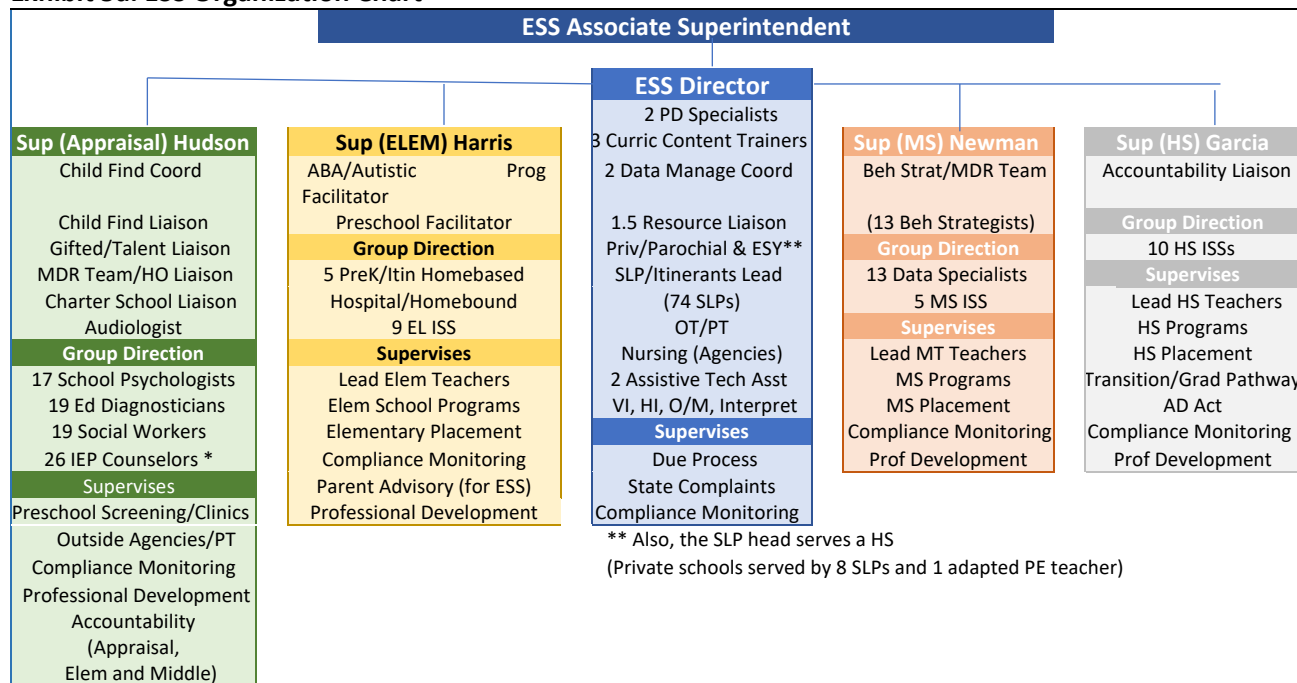 ESS Associate Superintendent
ESS Director
2 PD Specialists
3 Curric Content Trainers
2 Data Manage Coord
1.5 Resource Liaison
Priv/Parochial & ESY**
SLP/Itinerants Lead
(74 SLPs)
OT/PT
Nursing (Agencies)
2 Assistive Tech Asst
VI, HI, O/M, Interpret
Supervises
Due Process
State Complaints
Compliance Monitoring
Sup (Appraisal) Hudson
Child Find Coord
Child Find Liaison
Gifted/Talent Liaison
MDR Team/HO Liaison
Charter School Liaison
Audiologist
Group Direction
17 School Psychologists
19 Ed Diagnosticians
19 Social Workers
26 IEP Counselors *
Supervises
Preschool Screening/Clinics
Outside Agencies/PT
Compliance Monitoring
Professional Development
Accountability
(Appraisal,
Elem and Middle)
Sup (ELEM) Harris
ABA/Autistic Prog
Facilitator
Preschool Facilitator
Group Direction
5 PreK/Itin Homebased
Hospital/Homebound
9 EL ISS
Supervises
Lead Elem Teachers
Elem School Programs
Elementary Placement
Compliance Monitoring
Parent Advisory (for ESS)
Professional Development
Sup (MS) Newman
Beh Strat/MDR Team
(13 Beh Strategists)
Group Direction
13 Data Specialists
5 MS ISS
Supervises
Lead MT Teachers
MS Programs
MS Placement
Compliance Monitoring
Prof Development
Sup (HS) Garcia
Accountability Liaison
Group Direction
10 HS ISSs
Supervises
Lead HS Teachers
HS Programs
HS Placement
Transition/Grad Pathway
AD Act
Compliance Monitoring
Prof Development
** Also, the SLP head serves a HS
(Private schools served by 8 SLPs and 1 adapted PE teacher)